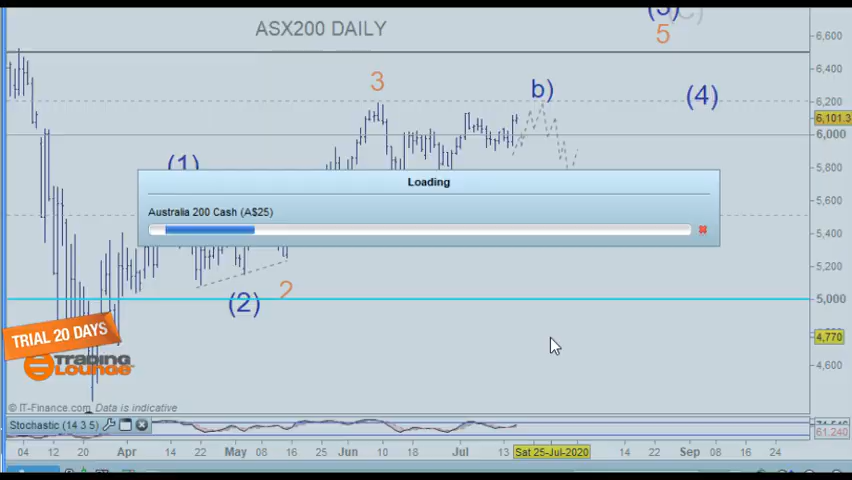 (3)
(C)
ASX200 DAILY
5
6,600
6,400
3
b)
(4)
6,200
6,101.3
6,000
(1)
5,800
Loading
Australia 200 Cash (A$25)
5,400
5,200
2
(2)
5,000
TRIAL 20 DAYS
4,770
TRADING
LOUNGE
4,600
© IT-Finance.com Data is indicative
Stochastic (14 3 5)
61.240
04 12 20 Apr 14 22 May 08 16 Jun 10 18 Jul 13 Sat 25-Jul-2020 14 22 Sep 08 16 24